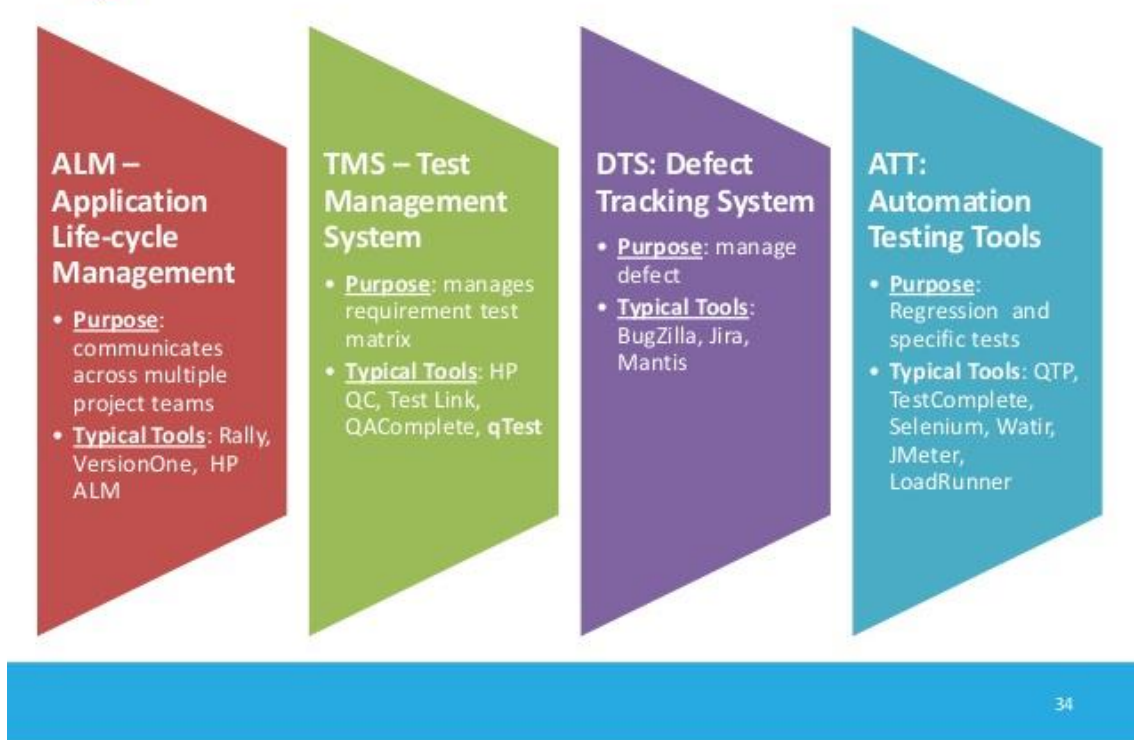 ALM –
Application
Life-cycle
Management
• Purpose:
communicates
across multiple
project teams
• Typical Tools: Rally,
VersionOne, HP
ALM
TMS – Test
Management
System
• Purpose: manages
requirement test
matrix
• Typical Tools: HP
QC, Test Link,
QAComplete, qTest
DTS: Defect
Tracking System
• Purpose: manage
defect
• Typical Tools:
BugZilla, Jira,
Mantis
ATT:
Automation
Testing Tools
• Purpose:
Regression and
specific tests
• Typical Tools: QTP,
TestComplete,
Selenium, Watir,
JMeter,
LoadRunner
34